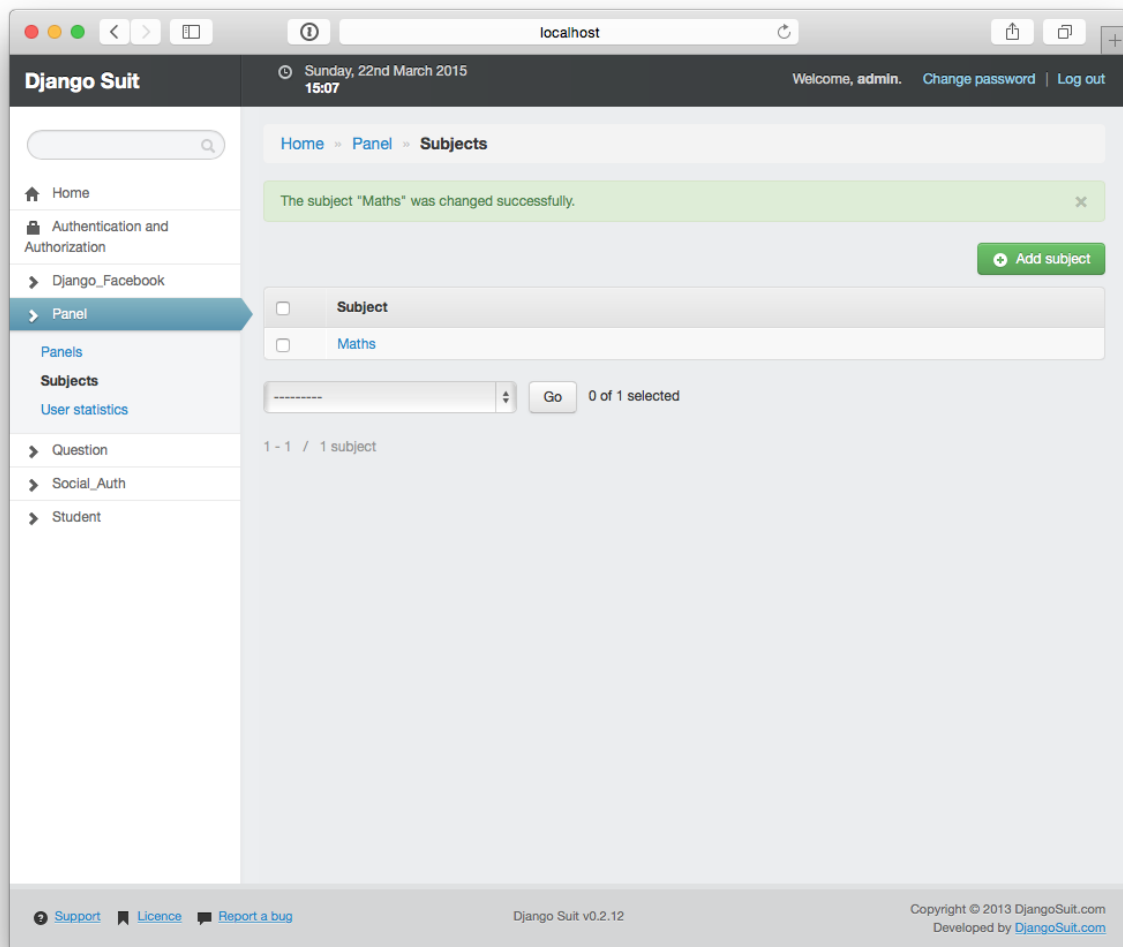 localhost
Django Suit
Sunday, 22nd March 2015
15:07
Welcome, admin. Change password | Log out
Home » Panel » Subjects
Home
Authentication and
Authorization
Django_Facebook
Panel
Panels
Subjects
User statistics
Question
Social_Auth
Student
The subject "Maths" was changed successfully.
Add subject
Subject
Maths
---------
Go 0 of 1 selected
1 - 1 / 1 subject
Support Licence Report a bug
Django Suit v0.2.12
Copyright © 2013 DjangoSuit.com
Developed by DjangoSuit.com